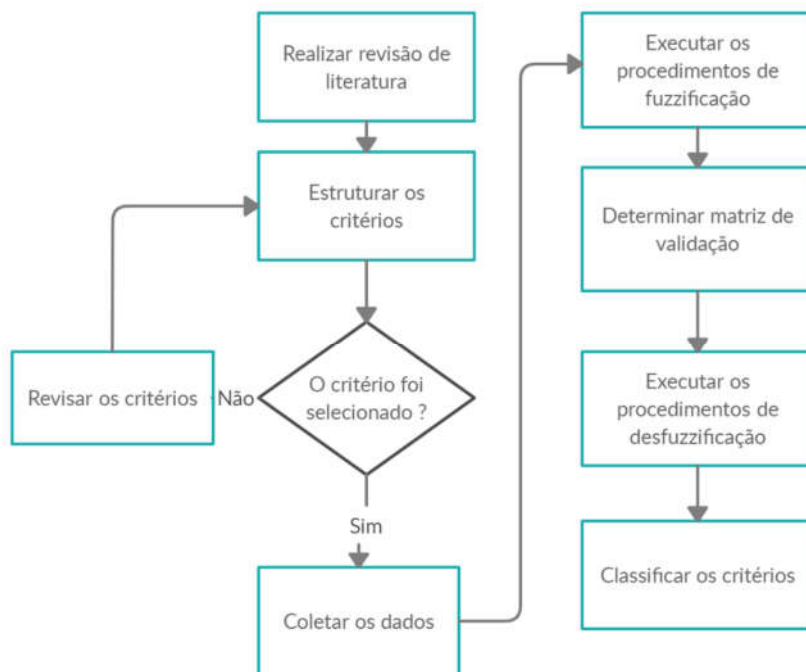 Realizar revisão de
literatura
Estruturar os
critérios
O critério foi
selecionado ?
Não
Revisar os critérios
Sim
Coletar os dados
Executar os
procedimentos de
fuzzificação
Determinar matriz de
validação
Executar os
procedimentos de
desfuzzificação
Classificar os critérios